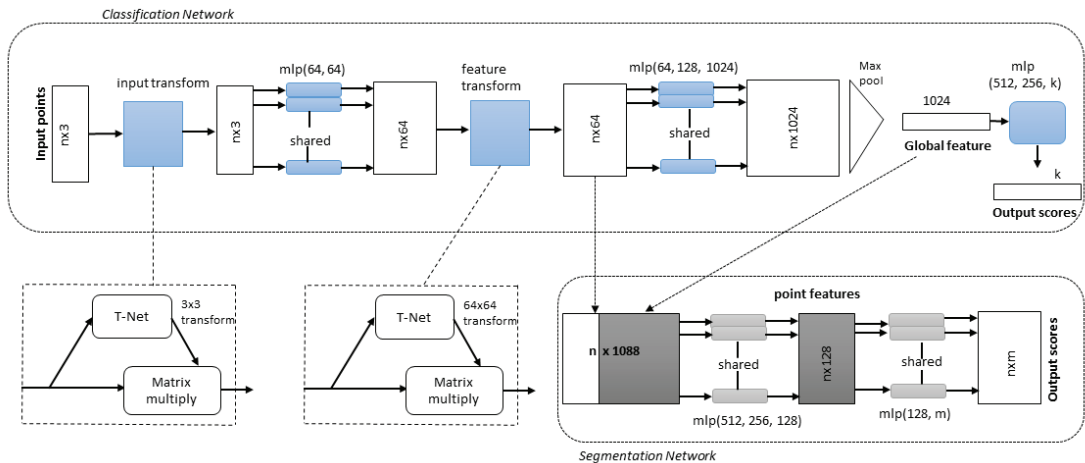 Classification Network
input transform
mlp(64, 64)
feature
transform
mlp(64, 128, 1024)
Max
pool
mlp
(512, 256, k)
Input points
nx3
nx3
shared
nx64
nx64
shared
nx1024
1024
Global feature
k
Output scores
T-Net
3x3
transform
Matrix
multiply
T-Net
64x64
transform
Matrix
multiply
point features
n x 1088
shared
nx128
shared
nxm
Output scores
mlp(512, 256, 128)
mlp(128, m)
Segmentation Network